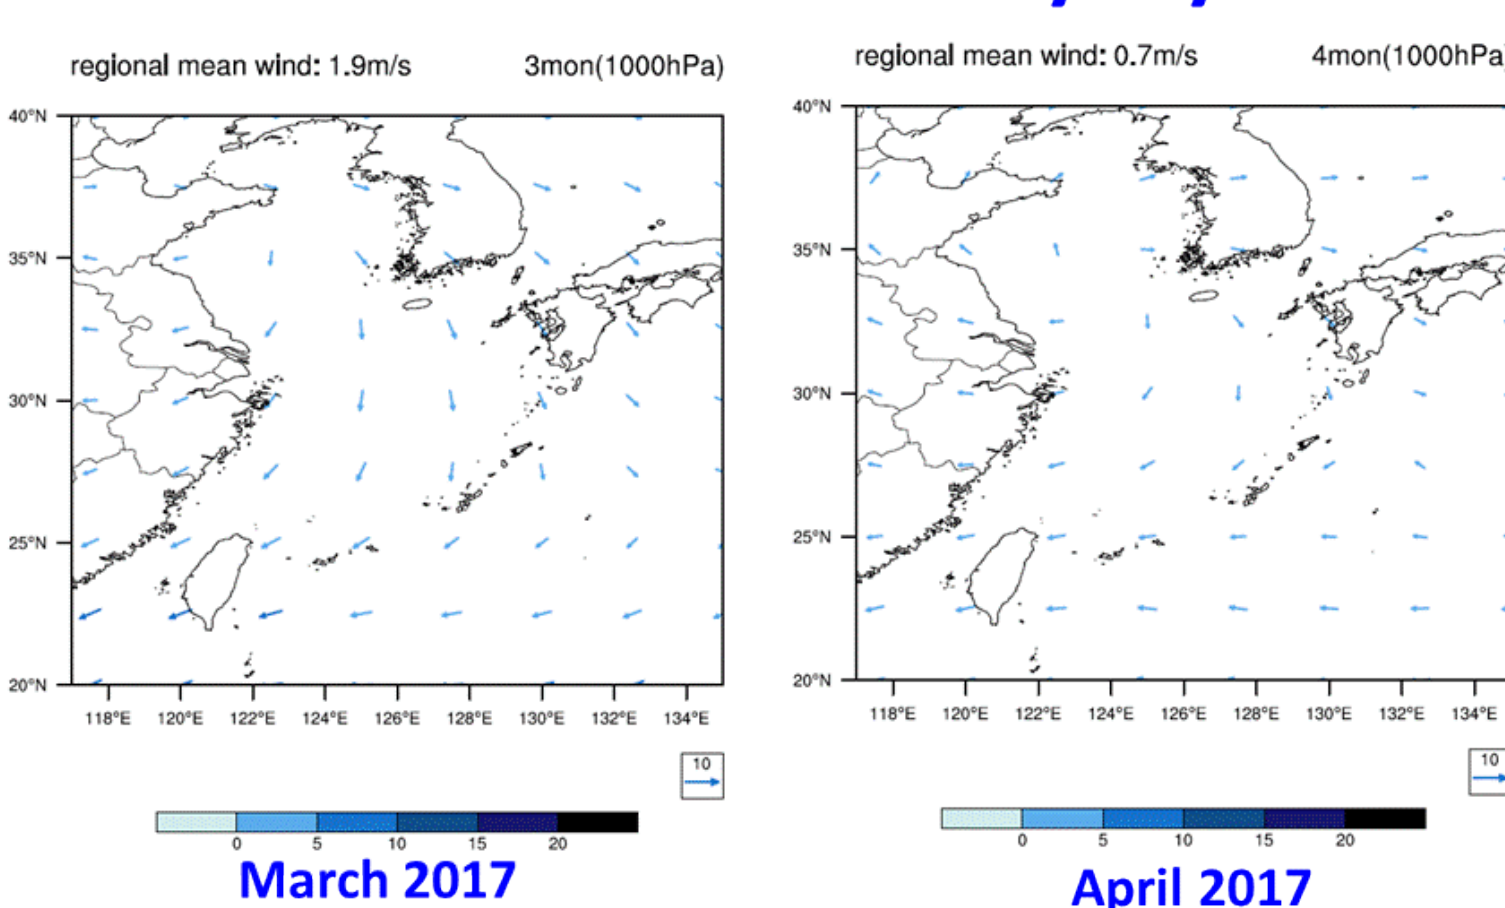 regional mean wind: 1.9m/s 3mon(1000hPa)
40°N
35°N
30°N
25°N
20°N
118°E 120°E 122°E 124°E 126°E 128°E 130°E 132°E 134°E
10
0 5 10 15 20
March 2017
regional mean wind: 0.7m/s 4mon(1000hPa)
40°N
35°N
30°N
25°N
20°N
118°E 120°E 122°E 124°E 126°E 128°E 130°E 132°E 134°E
10
0 5 10 15 20
April 2017